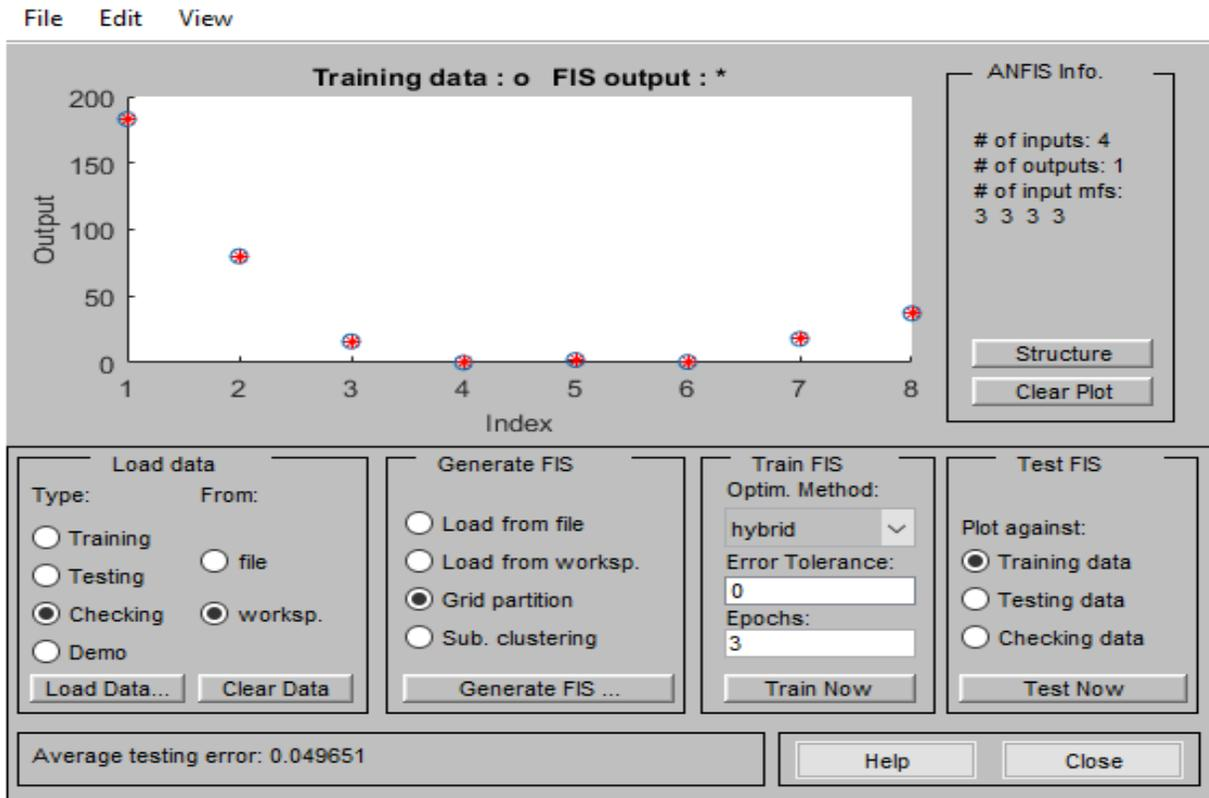 File Edit View
Training data : o FIS output : *
200
150
100
50
0
Output
1 2 3 4 5 6 7 8
Index
ANFIS Info.
# of inputs: 4
# of outputs: 1
# of input mfs:
3 3 3 3
Structure
Clear Plot
Load data
Type: From:
Training
Testing
Checking
Demo
file
worksp.
Load Data... Clear Data
Generate FIS
Load from file
Load from worksp.
Grid partition
Sub. clustering
Generate FIS ...
Train FIS
Optim. Method:
hybrid
Error Tolerance:
0
Epochs:
3
Train Now
Test FIS
Plot against:
Training data
Testing data
Checking data
Test Now
Average testing error: 0.049651
Help Close